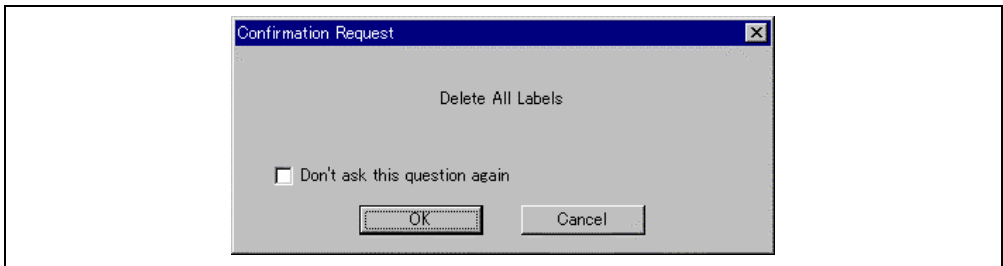 Confirmation Request
Delete All Labels
Don't ask this question again
OK Cancel